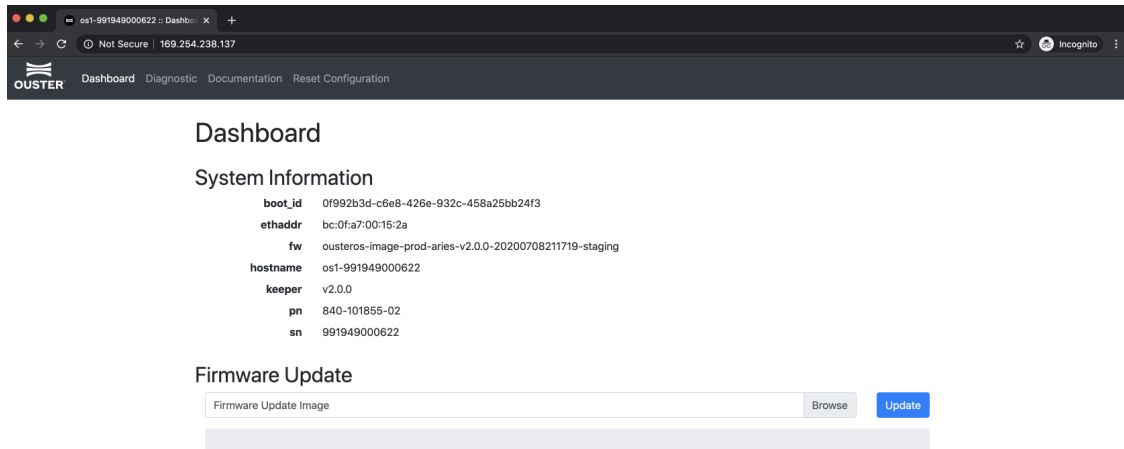 os1-991949000622 :: Dashboa
Not Secure 169.254.238.137 Incognito
OUSTER Dashboard Diagnostic Documentation Reset Configuration
Dashboard
System Information
boot_id 0f992b3d-c6e8-426e-932c-458a25bb24f3
ethaddr bc:0f:a7:00:15:2a
fw ousteros-image-prod-aries-v2.0.0-20200708211719-staging
hostname os1-991949000622
keeper v2.0.0
pn 840-101855-02
sn 991949000622
Firmware Update
Firmware Update Image Browse Update